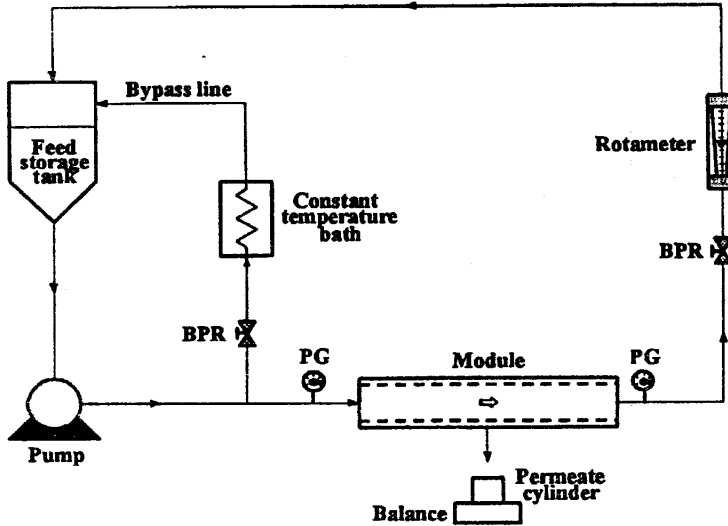 Bypass line
Feed
storage
tank
Rotameter
Constant
temperature
bath
BPR
BPR
PG
Module
PG
Pump
Permeate
cylinder
Balance